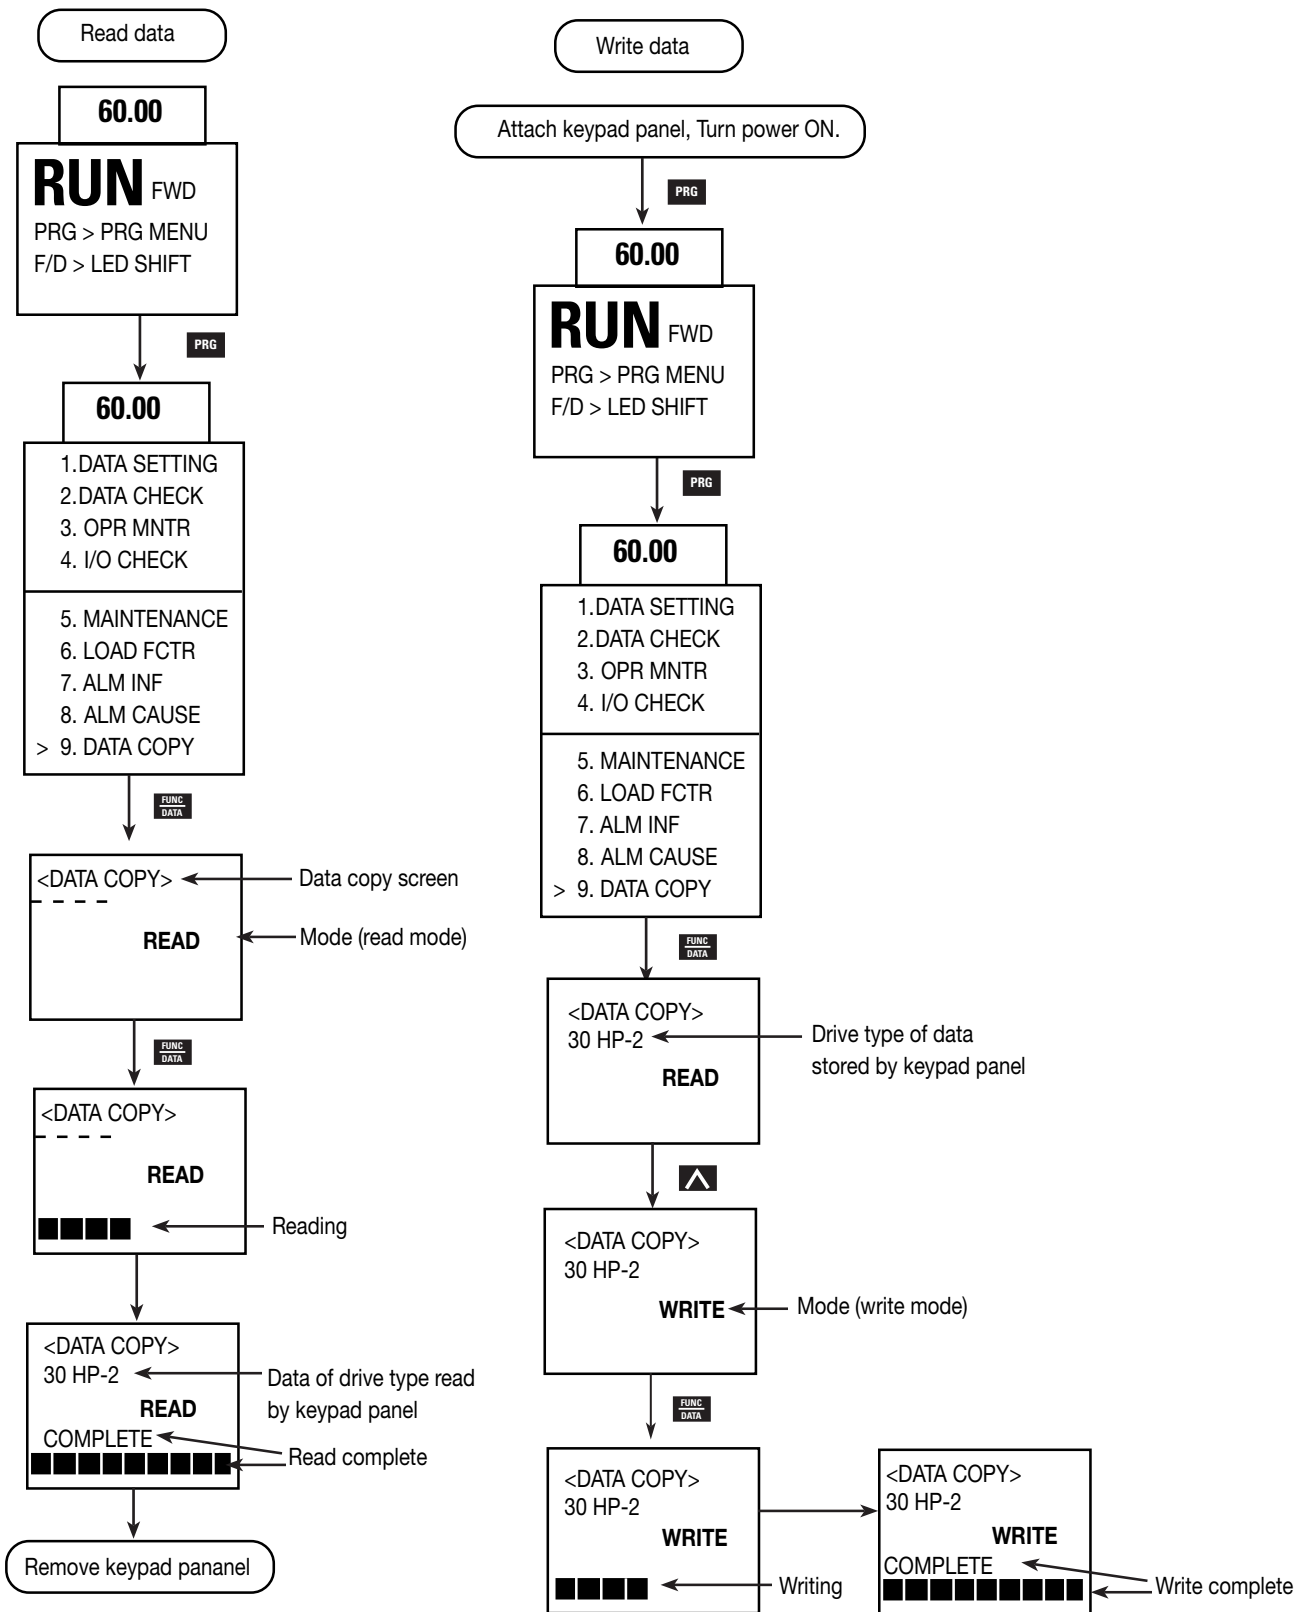 Read data
60.00
RUN FWD
PRG > PRG MENU
F/D > LED SHIFT
PRG
60.00
1.DATA SETTING
2.DATA CHECK
3. OPR MNTR
4. I/O CHECK
5. MAINTENANCE
6. LOAD FCTR
7. ALM INF
8. ALM CAUSE
> 9. DATA COPY
FUNC
DATA
<DATA COPY>
Data copy screen
- - - - -
READ
Mode (read mode)
FUNC
DATA
<DATA COPY>
- - - - -
READ
Reading
<DATA COPY>
30 HP-2
Data of drive type read
by keypad panel
READ
COMPLETE
Read complete
Remove keypad pananel
Write data
Attach keypad panel, Turn power ON.
PRG
60.00
RUN FWD
PRG > PRG MENU
F/D > LED SHIFT
PRG
60.00
1.DATA SETTING
2.DATA CHECK
3. OPR MNTR
4. I/O CHECK
5. MAINTENANCE
6. LOAD FCTR
7. ALM INF
8. ALM CAUSE
> 9. DATA COPY
FUNC
DATA
<DATA COPY>
30 HP-2
Drive type of data
stored by keypad panel
READ
<DATA COPY>
30 HP-2
WRITE
Mode (write mode)
FUNC
DATA
<DATA COPY>
30 HP-2
WRITE
Writing
<DATA COPY>
30 HP-2
WRITE
COMPLETE
Write complete